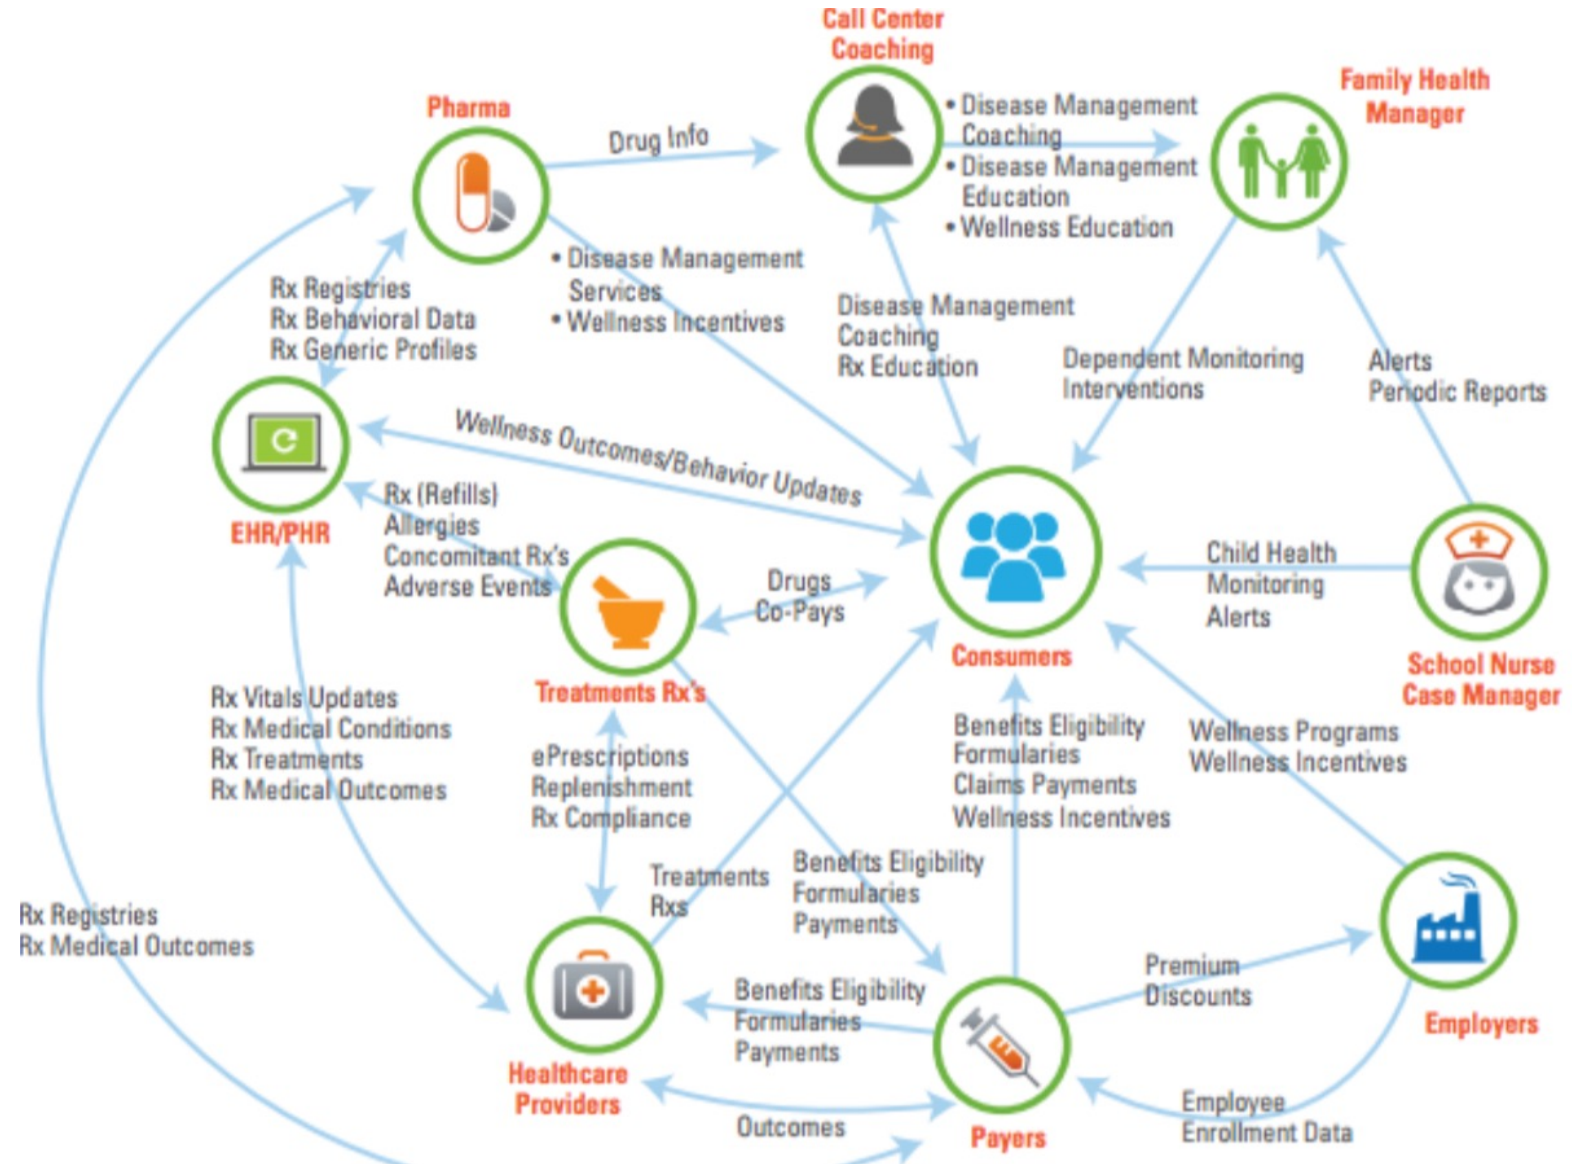 Call Center
Coaching
Family Health
Manager
Pharma
Drug Info
• Disease Management
Coaching
• Disease Management
Education
• Wellness Education
• Disease Management
Services
• Wellness Incentives
Rx Registries
Rx Behavioral Data
Rx Generic Profiles
Disease Management
Coaching
Rx Education
Dependent Monitoring
Interventions
Alerts
Periodic Reports
Wellness Outcomes/Behavior Updates
EHR/PHR
Rx (Refills)
Allergies
Concomitant Rx's
Adverse Events
Drugs
Co-Pays
Child Health
Monitoring
Alerts
Consumers
School Nurse
Case Manager
Treatments Rx's
Rx Vitals Updates
Rx Medical Conditions
Rx Treatments
Rx Medical Outcomes
ePrescriptions
Replenishment
Rx Compliance
Benefits Eligibility
Formularies
Claims Payments
Wellness Incentives
Wellness Programs
Wellness Incentives
Treatments
Rxs
Benefits Eligibility
Formularies
Payments
Rx Registries
Rx Medical Outcomes
Benefits Eligibility
Formularies
Payments
Premium
Discounts
Employers
Healthcare
Providers
Outcomes
Payers
Employee
Enrollment Data